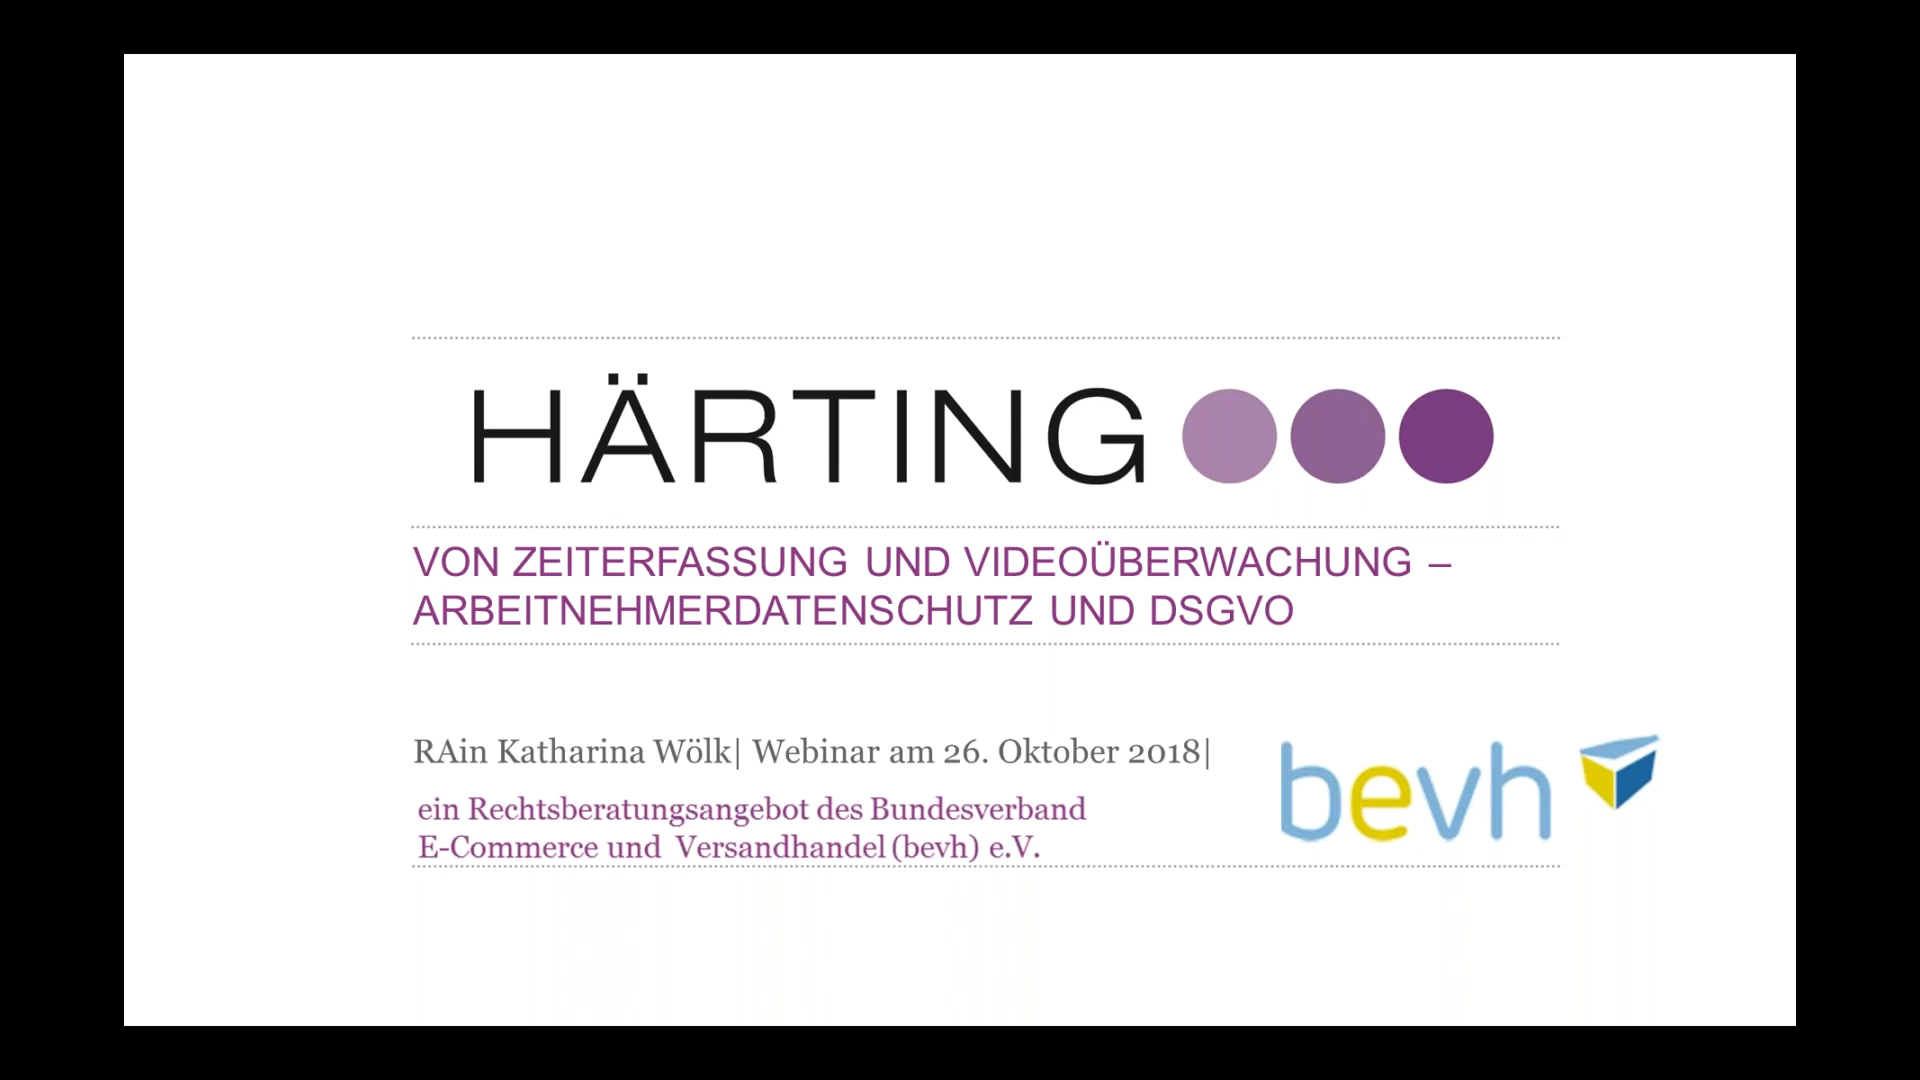 HÄRTING
VON ZEITERFASSUNG UND VIDEOÜBERWACHUNG –
ARBEITNEHMERDATENSCHUTZ UND DSGVO
RAin Katharina Wölk| Webinar am 26. Oktober 2018|
bevh
ein Rechtsberatungsangebot des Bundesverband
E-Commerce und Versandhandel (bevh) e.V.